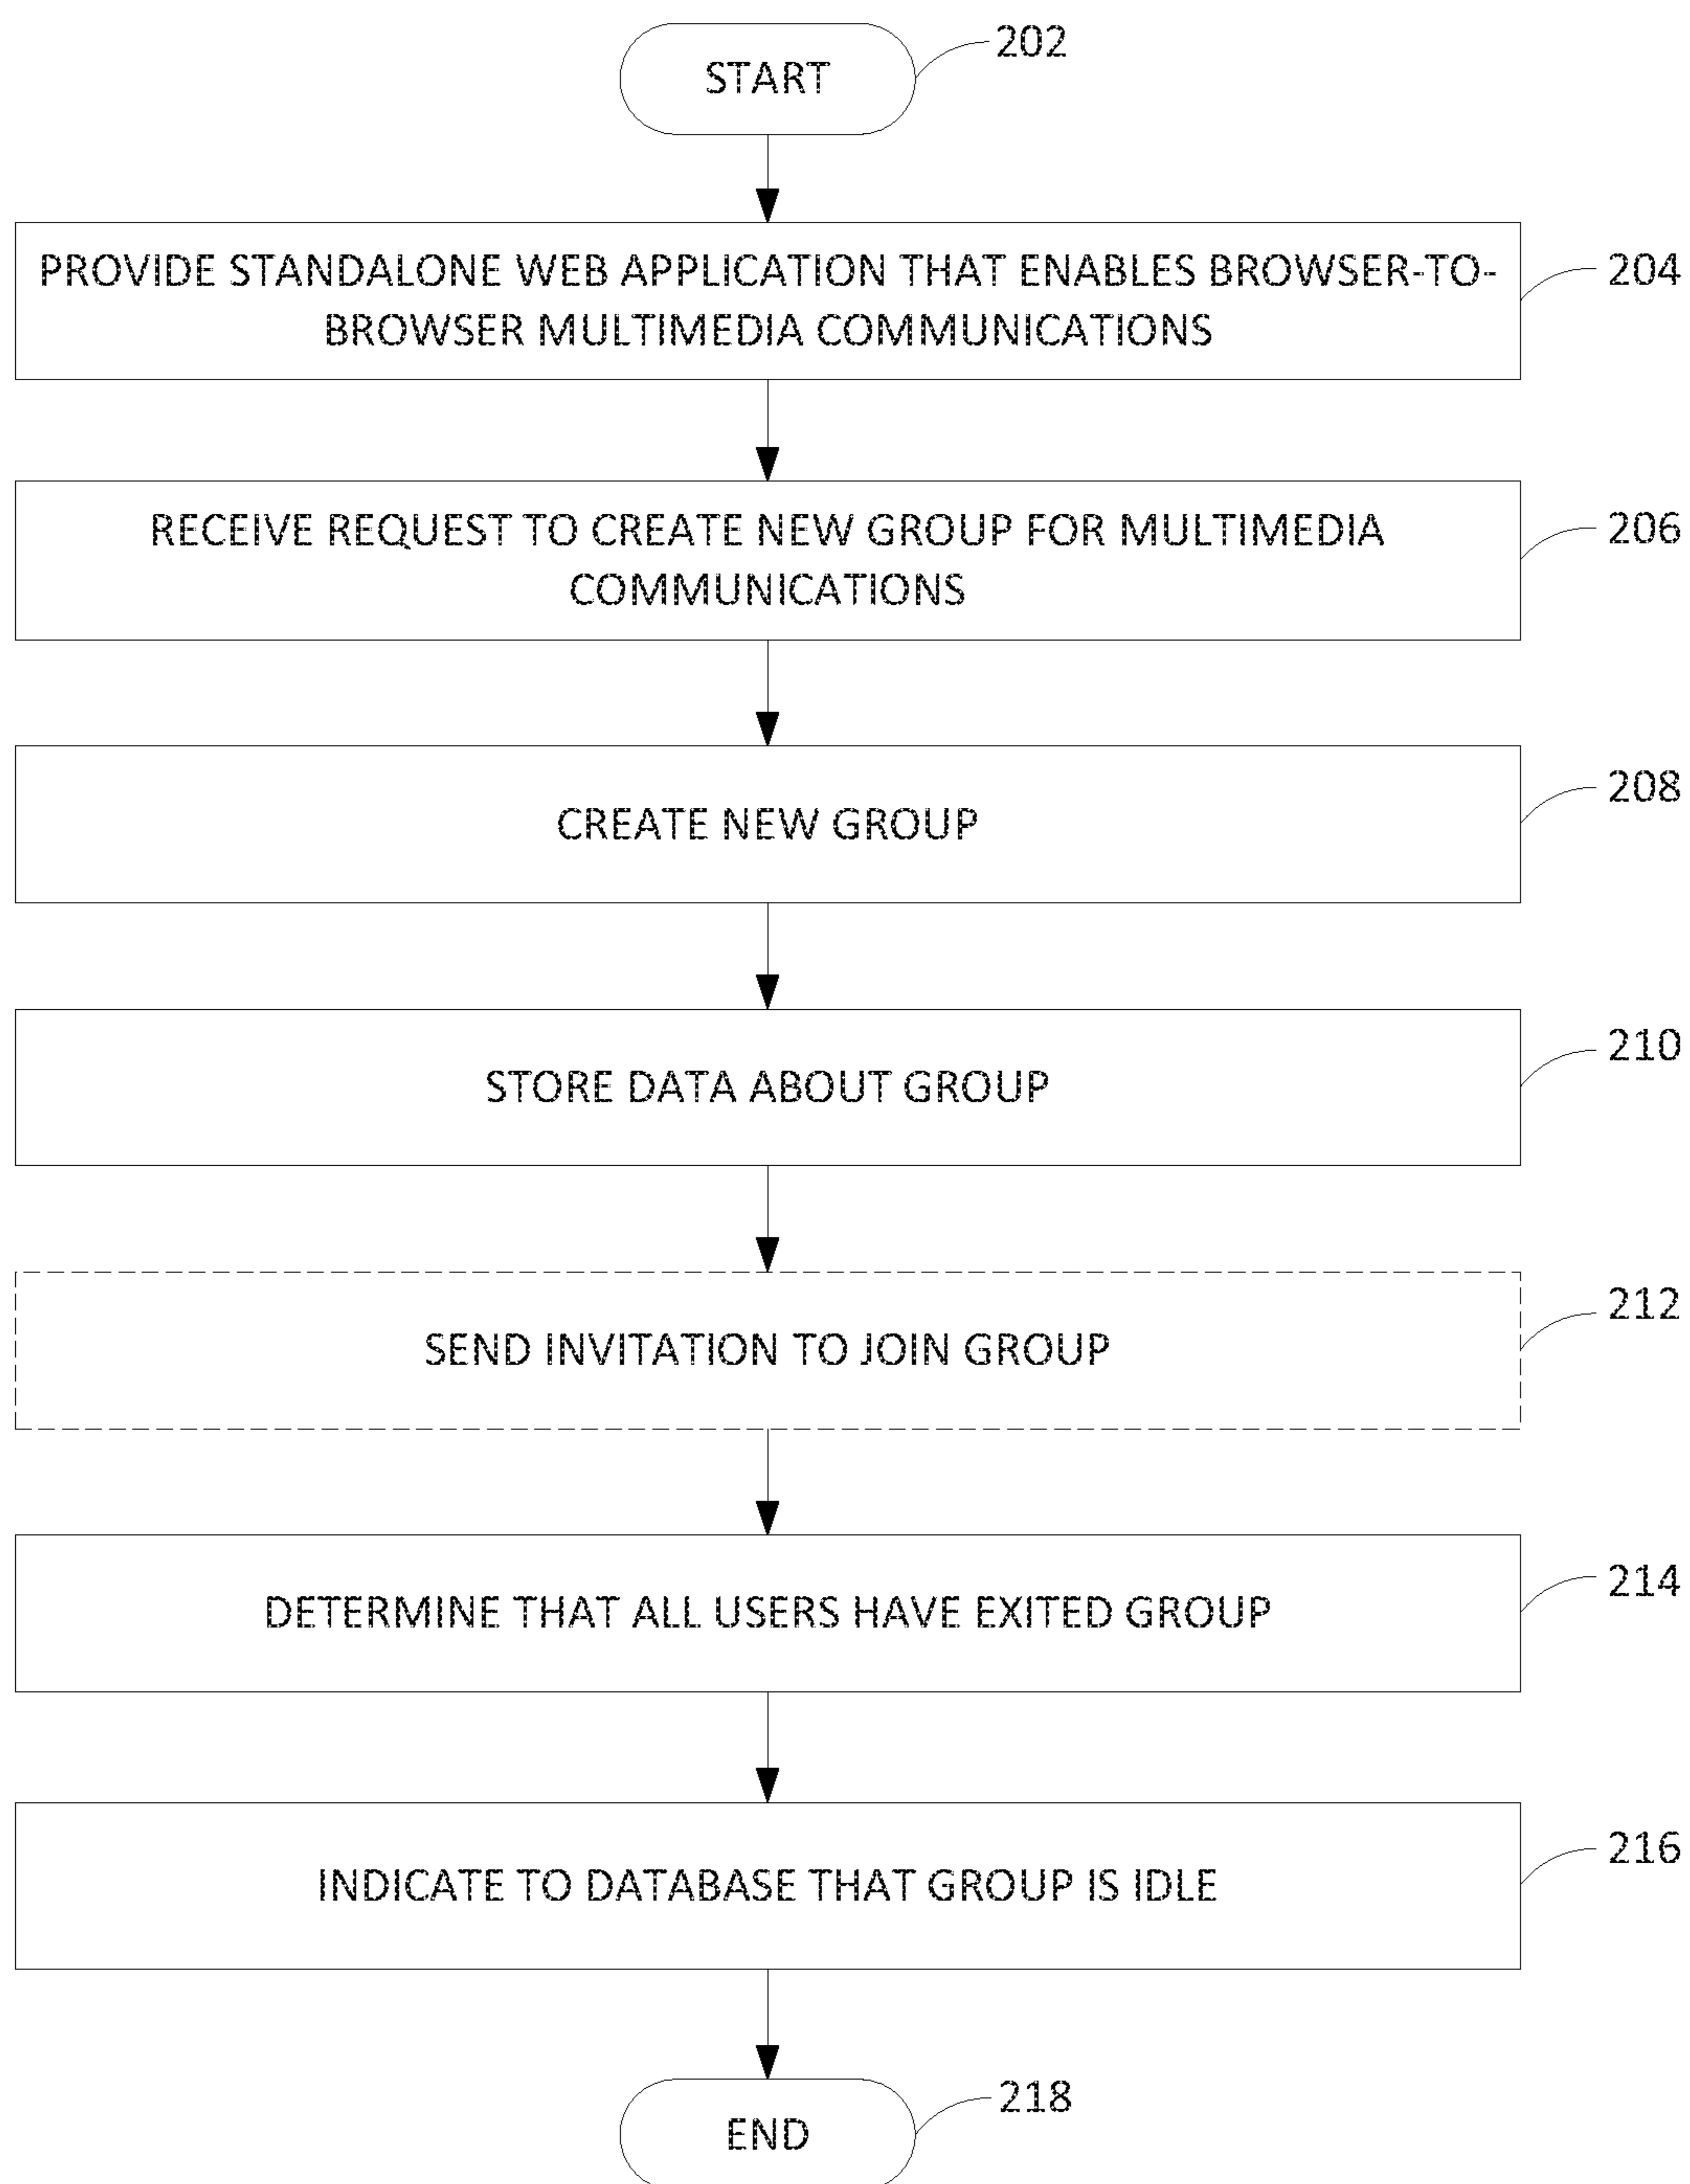 START
202
PROVIDE STANDALONE WEB APPLICATION THAT ENABLES BROWSER-TO-
BROWSER MULTIMEDIA COMMUNICATIONS
204
RECEIVE REQUEST TO CREATE NEW GROUP FOR MULTIMEDIA
COMMUNICATIONS
206
CREATE NEW GROUP
208
STORE DATA ABOUT GROUP
210
SEND INVITATION TO JOIN GROUP
212
DETERMINE THAT ALL USERS HAVE EXITED GROUP
214
INDICATE TO DATABASE THAT GROUP IS IDLE
216
END
218